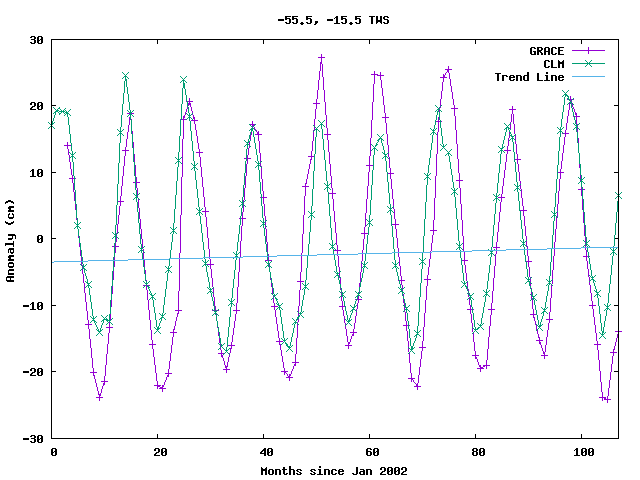 -55.5, -15.5 TWS
GRACE
CLM
Trend Line
30
20
10
0
-10
-20
-30
Anomaly (cm)
0 20 40 60 80 100
Months since Jan 2002